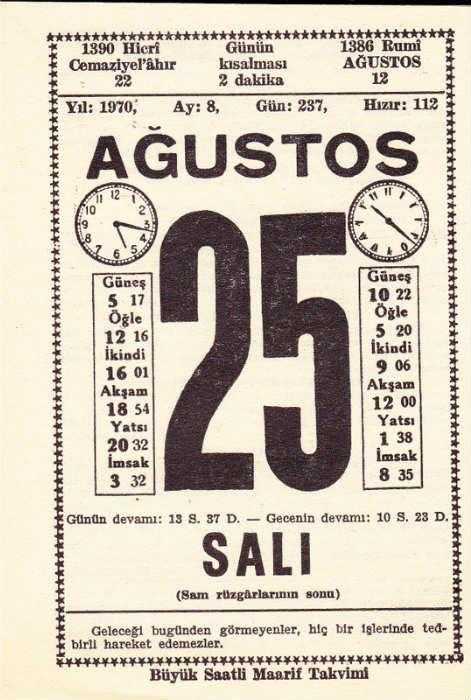 1390 Hicrî
Cemaziyel'âhır
22
Günün
kısalması
2 dakika
1386 Rumî
AĞUSTOS
12
Yıl: 1970, Ay: 8, Gün: 237, Hızır: 112
AĞUSTOS
25
Güneş
5 17
Öğle
12 16
İkindi
16 01
Akşam
18 54
Yatsı
20 32
İmsak
3 32
Güneş
10 22
Öğle
5 20
İkindi
9 06
Akşam
12 00
Yatsı
1 38
İmsak
8 35
Günün devamı: 13 S. 37 D. — Gecenin devamı: 10 S. 23 D.
SALI
(Sam rüzgârlarının sonu)
Geleceği bugünden görmeyenler, hiç bir işlerinde ted-
birli hareket edemezler.
Büyük Saatli Maarif Takvimi